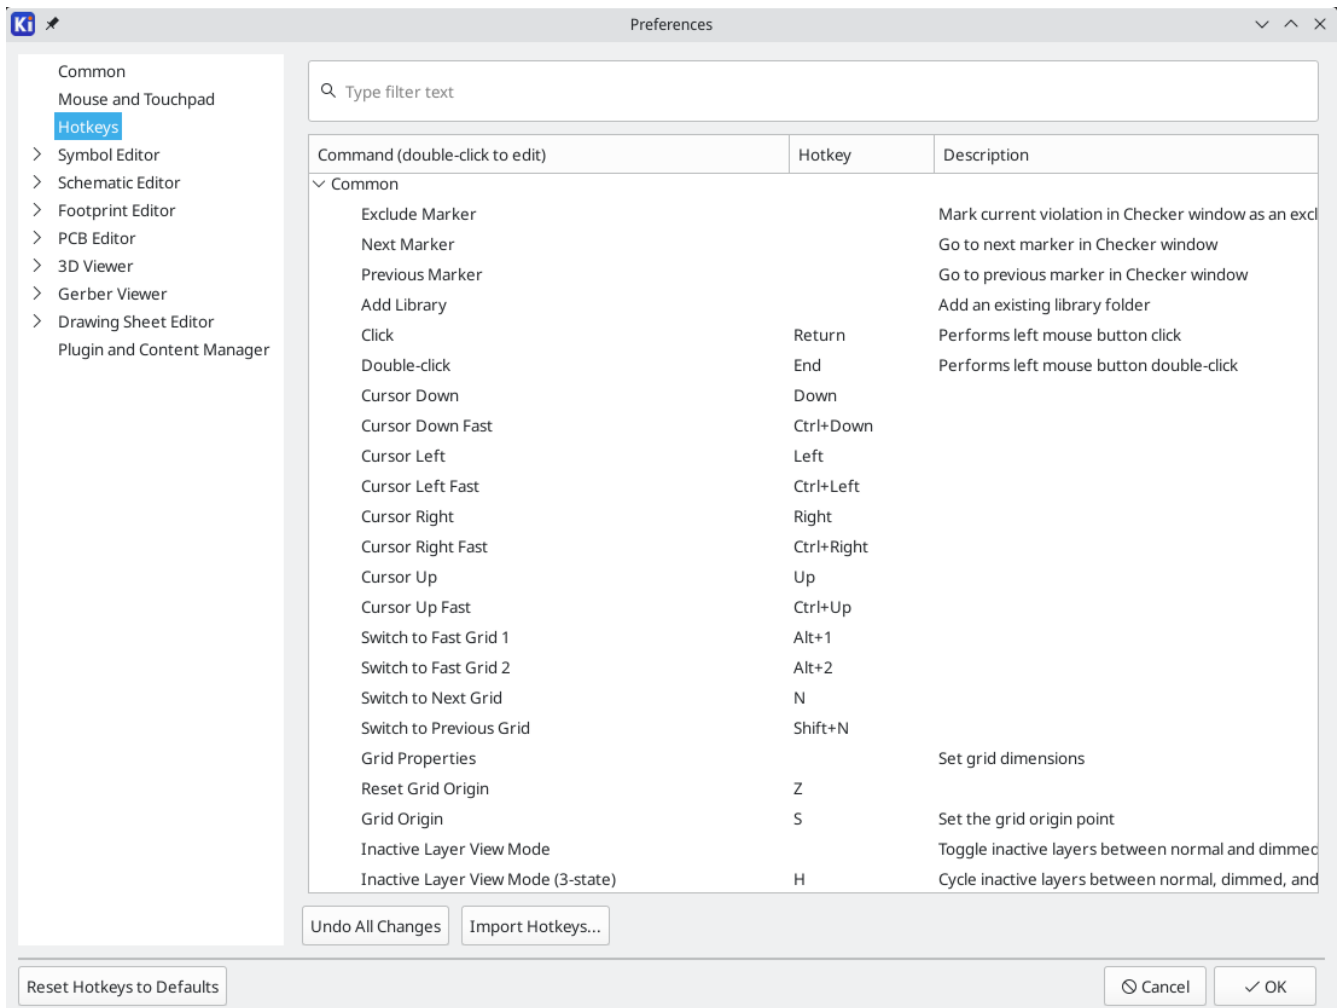 Ki Preferences
Common
Mouse and Touchpad
Hotkeys
Symbol Editor
Schematic Editor
Footprint Editor
PCB Editor
3D Viewer
Gerber Viewer
Drawing Sheet Editor
Plugin and Content Manager
Type filter text
Command (double-click to edit) Hotkey Description
Common
Exclude Marker Mark current violation in Checker window as an excl
Next Marker Go to next marker in Checker window
Previous Marker Go to previous marker in Checker window
Add Library Add an existing library folder
Click Return Performs left mouse button click
Double-click End Performs left mouse button double-click
Cursor Down Down
Cursor Down Fast Ctrl+Down
Cursor Left Left
Cursor Left Fast Ctrl+Left
Cursor Right Right
Cursor Right Fast Ctrl+Right
Cursor Up Up
Cursor Up Fast Ctrl+Up
Switch to Fast Grid 1 Alt+1
Switch to Fast Grid 2 Alt+2
Switch to Next Grid N
Switch to Previous Grid Shift+N
Grid Properties Set grid dimensions
Reset Grid Origin Z
Grid Origin S Set the grid origin point
Inactive Layer View Mode Toggle inactive layers between normal and dimmed
Inactive Layer View Mode (3-state) H Cycle inactive layers between normal, dimmed, and
Undo All Changes Import Hotkeys...
Reset Hotkeys to Defaults Cancel OK